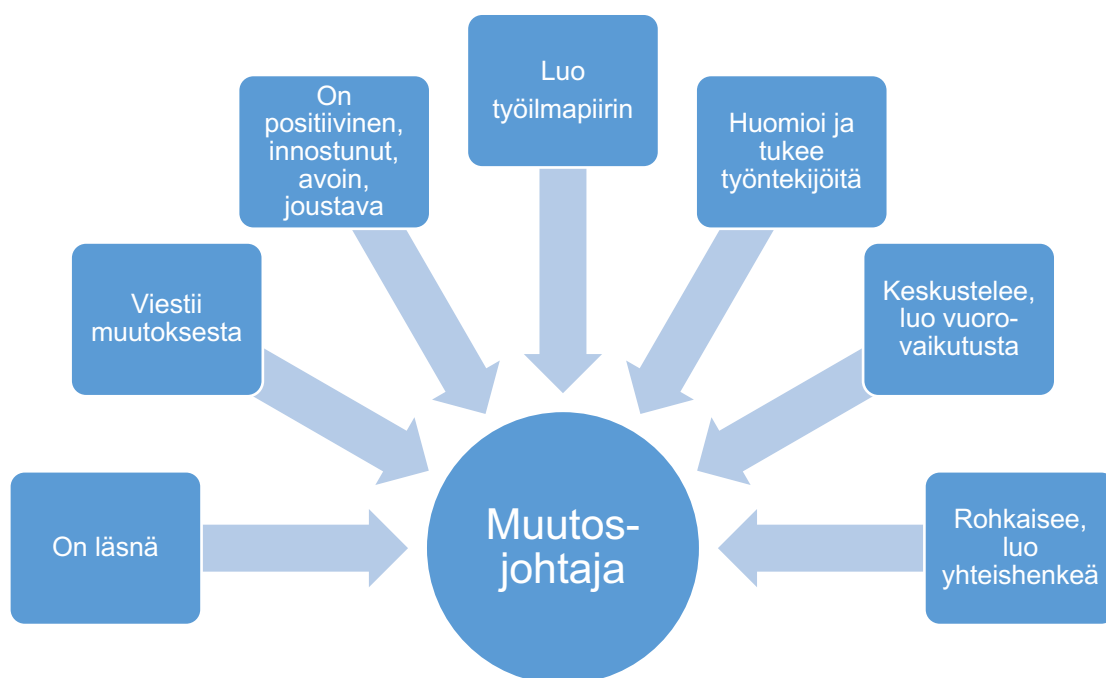 On läsnä
Viestii
muutoksesta
On
positiivinen,
innostunut,
avoin,
joustava
Luo
työilmapiirin
Huomioi ja
tukee
työntekijöitä
Keskustelee,
luo vuoro-
vaikutusta
Rohkaisee,
luo
yhteishenkeä
Muutos-
johtaja